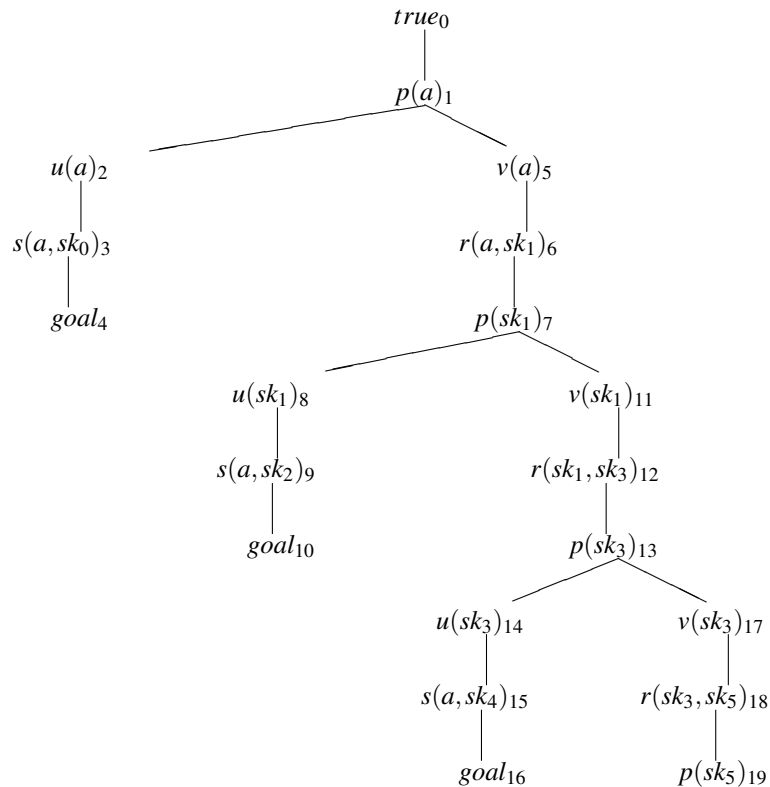 true₀
p(a)₁
u(a)₂ v(a)₅
s(a,sk₀)₃ r(a,sk₁)₆
goal₄ p(sk₁)₇
u(sk₁)₈ v(sk₁)₁₁
s(a,sk₂)₉ r(sk₁,sk₃)₁₂
goal₁₀ p(sk₃)₁₃
u(sk₃)₁₄ v(sk₃)₁₇
s(a,sk₄)₁₅ r(sk₃,sk₅)₁₈
goal₁₆ p(sk₅)₁₉